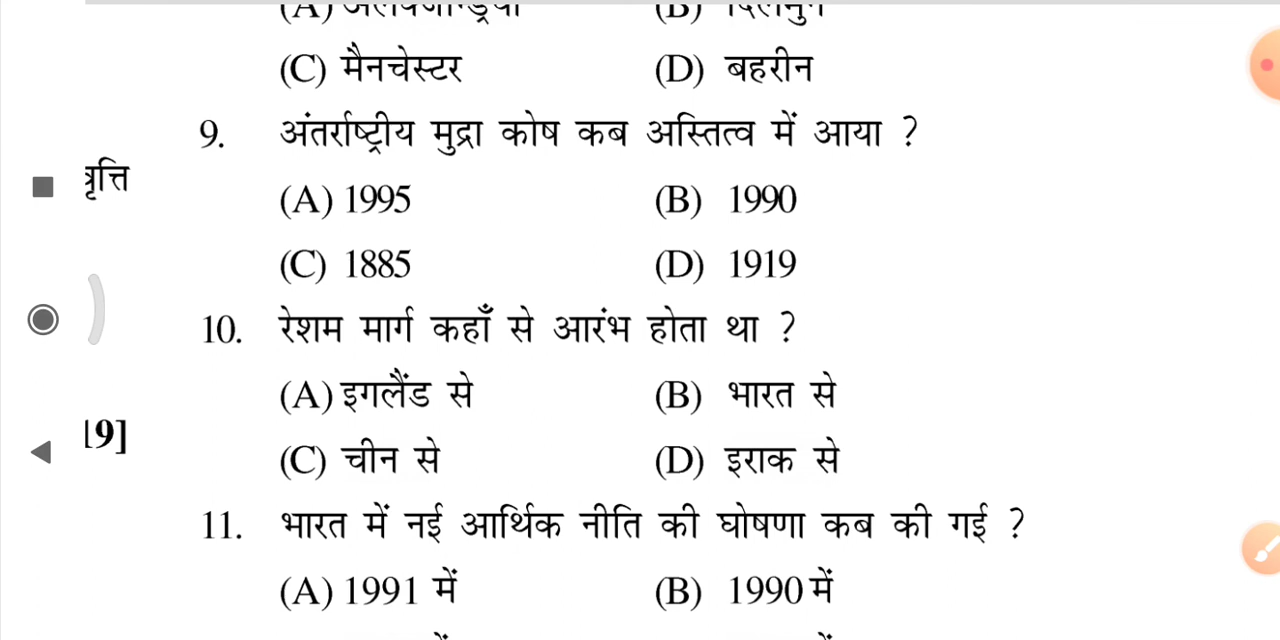 (C) मैनचेस्टर (D) बहरीन
9. अंतर्राष्ट्रीय मुद्रा कोष कब अस्तित्व में आया ?
(A) 1995 (B) 1990
(C) 1885 (D) 1919
10. रेशम मार्ग कहाँ से आरंभ होता था ?
(A) इगलैंड से (B) भारत से
(C) चीन से (D) इराक से
11. भारत में नई आर्थिक नीति की घोषणा कब की गई ?
(A) 1991 में (B) 1990 में
वृत्ति
9]